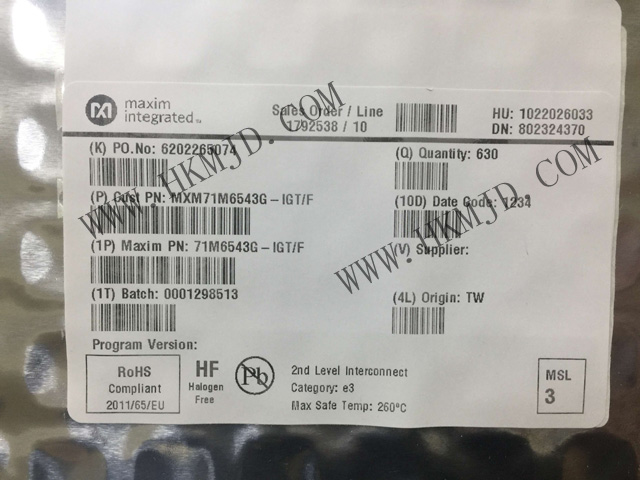 maxim
integrated™
Sales Order / Line
1792538 / 10
HU: 1022026033
DN: 802324370
(K) PO.No: 6202265074
(Q) Quantity: 630
(P) Cust PN: MXM71M6543G-IGT/F
(10D) Date Code: 1234
(1P) Maxim PN: 71M6543G-IGT/F
(V) Supplier:
(1T) Batch: 0001298513
(4L) Origin: TW
Program Version:
RoHS
Compliant
2011/65/EU
HF
Halogen
Free
Pb
2nd Level Interconnect
Category: e3
Max Safe Temp: 260°C
MSL
3
WWW.HKMJD.COM
WWW.HKMJD.COM